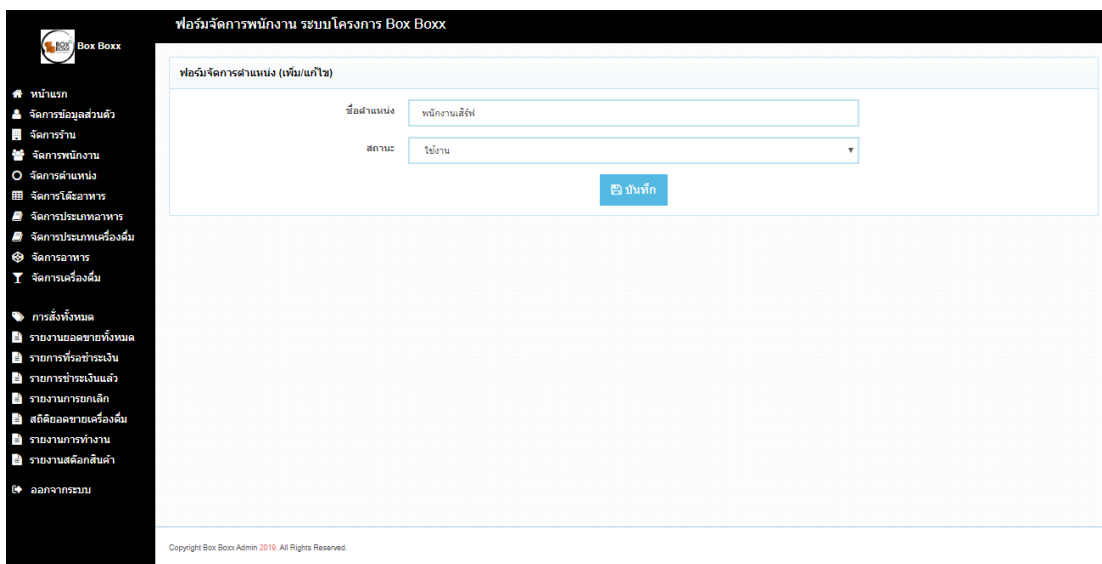 BOX
BOXX
Box Boxx
ฟอร์มจัดการพนักงาน ระบบโครงการ Box Boxx
หน้าแรก
จัดการข้อมูลส่วนตัว
จัดการร้าน
จัดการพนักงาน
จัดการตำแหน่ง
จัดการโต๊ะอาหาร
จัดการประเภทอาหาร
จัดการประเภทเครื่องดื่ม
จัดการอาหาร
จัดการเครื่องดื่ม
การสั่งทั้งหมด
รายงานยอดขายทั้งหมด
รายการที่รอชำระเงิน
รายการชำระเงินแล้ว
รายงานการยกเลิก
สถิติยอดขายเครื่องดื่ม
รายงานการทำงาน
รายงานสต๊อกสินค้า
ออกจากระบบ
ฟอร์มจัดการตำแหน่ง (เพิ่ม/แก้ไข)
ชื่อตำแหน่ง พนักงานเสิร์ฟ
สถานะ ใช้งาน
บันทึก
Copyright Box Boxx Admin 2019. All Rights Reserved.